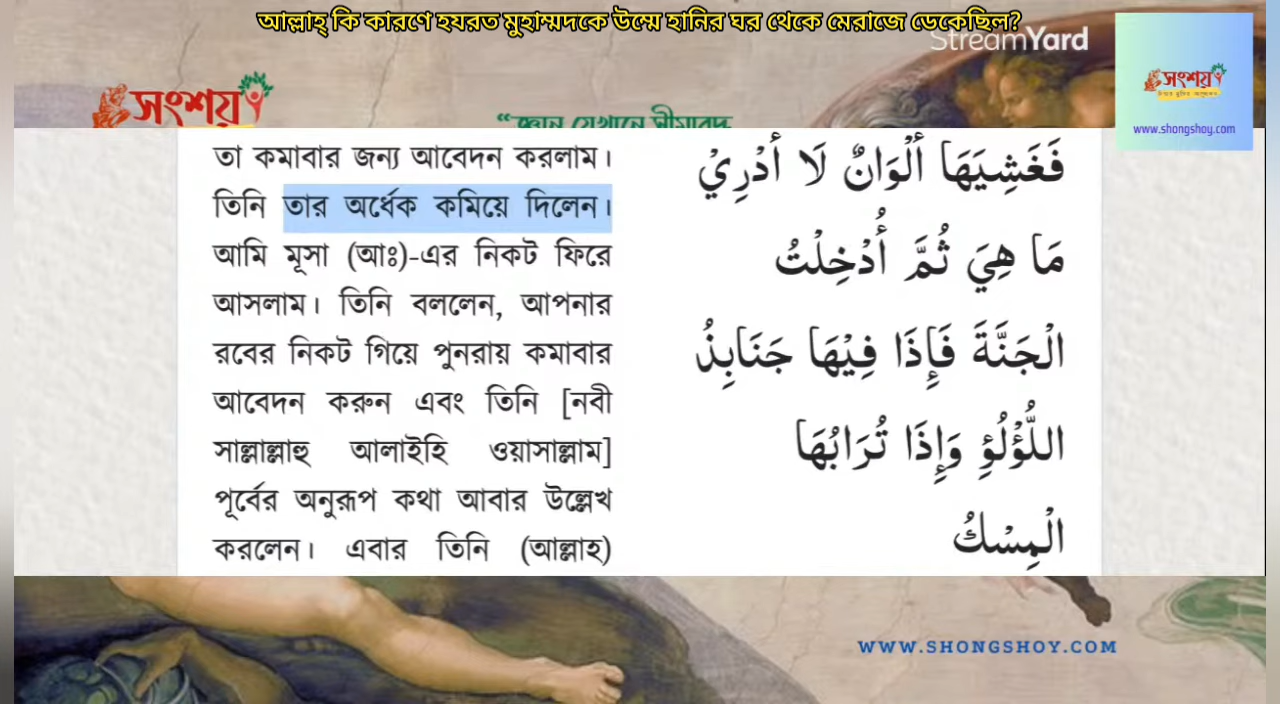 আল্লাহ্ কি কারণে হযরত মুহাম্মদকে উম্মে হানির ঘর থেকে মেরাজে ডেকেছিল?
StreamYard
সংশয়
সংশয়
www.shongshoy.com
“জ্ঞান যেখানে সীমাবদ্ধ
তা কমাবার জন্য আবেদন করলাম।
তিনি তার অর্ধেক কমিয়ে দিলেন।
আমি মূসা (আঃ)-এর নিকট ফিরে
আসলাম। তিনি বললেন, আপনার
রবের নিকট গিয়ে পুনরায় কমাবার
আবেদন করুন এবং তিনি [নবী
সাল্লাল্লাহু আলাইহি ওয়াসাল্লাম]
পূর্বের অনুরূপ কথা আবার উল্লেখ
করলেন। এবার তিনি (আল্লাহ)
فَغَشِيَهَا أَلْوَانٌ لَا أَدْرِيْ
مَا هِيَ ثُمَّ أُدْخِلْتُ
الْجَنَّةَ فَإِذَا فِيْهَا جَنَابِذُ
اللُّؤْلُؤِ وَإِذَا تُرَابُهَا
الْمِسْكُ
WWW.SHONGSHOY.COM